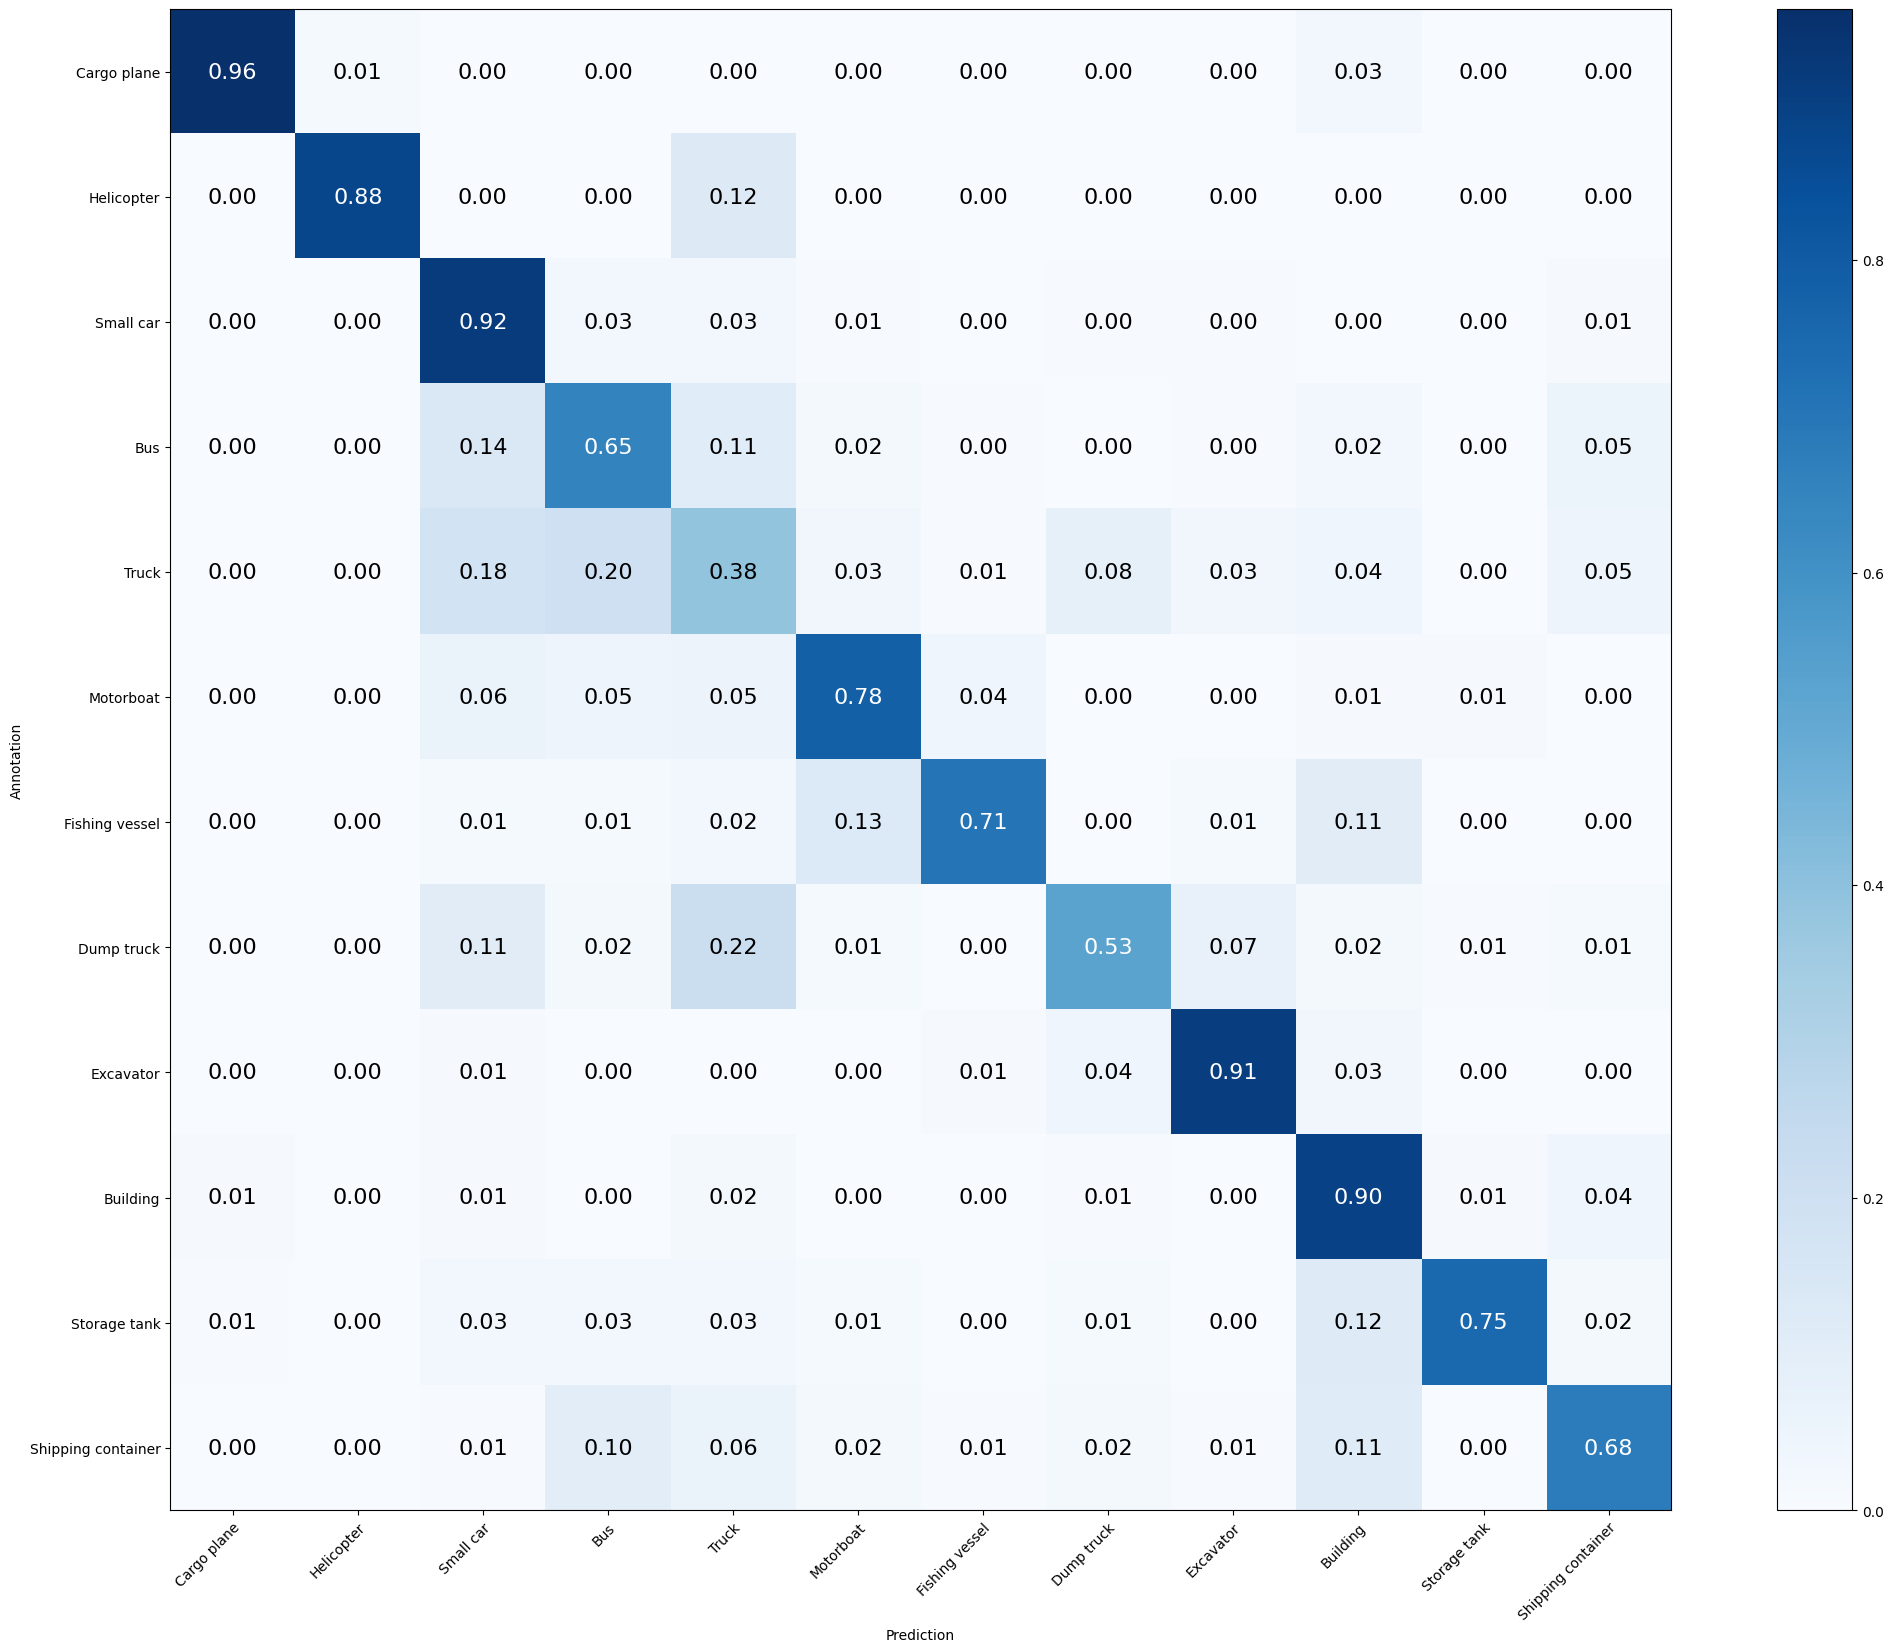 Cargo plane 0.96 0.01 0.00 0.00 0.00 0.00 0.00 0.00 0.00 0.03 0.00 0.00
Helicopter 0.00 0.88 0.00 0.00 0.12 0.00 0.00 0.00 0.00 0.00 0.00 0.00
Small car 0.00 0.00 0.92 0.03 0.03 0.01 0.00 0.00 0.00 0.00 0.00 0.01
Bus 0.00 0.00 0.14 0.65 0.11 0.02 0.00 0.00 0.00 0.02 0.00 0.05
Truck 0.00 0.00 0.18 0.20 0.38 0.03 0.01 0.08 0.03 0.04 0.00 0.05
Motorboat 0.00 0.00 0.06 0.05 0.05 0.78 0.04 0.00 0.00 0.01 0.01 0.00
Fishing vessel 0.00 0.00 0.01 0.01 0.02 0.13 0.71 0.00 0.01 0.11 0.00 0.00
Dump truck 0.00 0.00 0.11 0.02 0.22 0.01 0.00 0.53 0.07 0.02 0.01 0.01
Excavator 0.00 0.00 0.01 0.00 0.00 0.00 0.01 0.04 0.91 0.03 0.00 0.00
Building 0.01 0.00 0.01 0.00 0.02 0.00 0.00 0.01 0.00 0.90 0.01 0.04
Storage tank 0.01 0.00 0.03 0.03 0.03 0.01 0.00 0.01 0.00 0.12 0.75 0.02
Shipping container 0.00 0.00 0.01 0.10 0.06 0.02 0.01 0.02 0.01 0.11 0.00 0.68
Annotation
Cargo plane Helicopter Small car Bus Truck Motorboat Fishing vessel Dump truck Excavator Building Storage tank Shipping container
Prediction
0.8
0.6
0.4
0.2
0.0